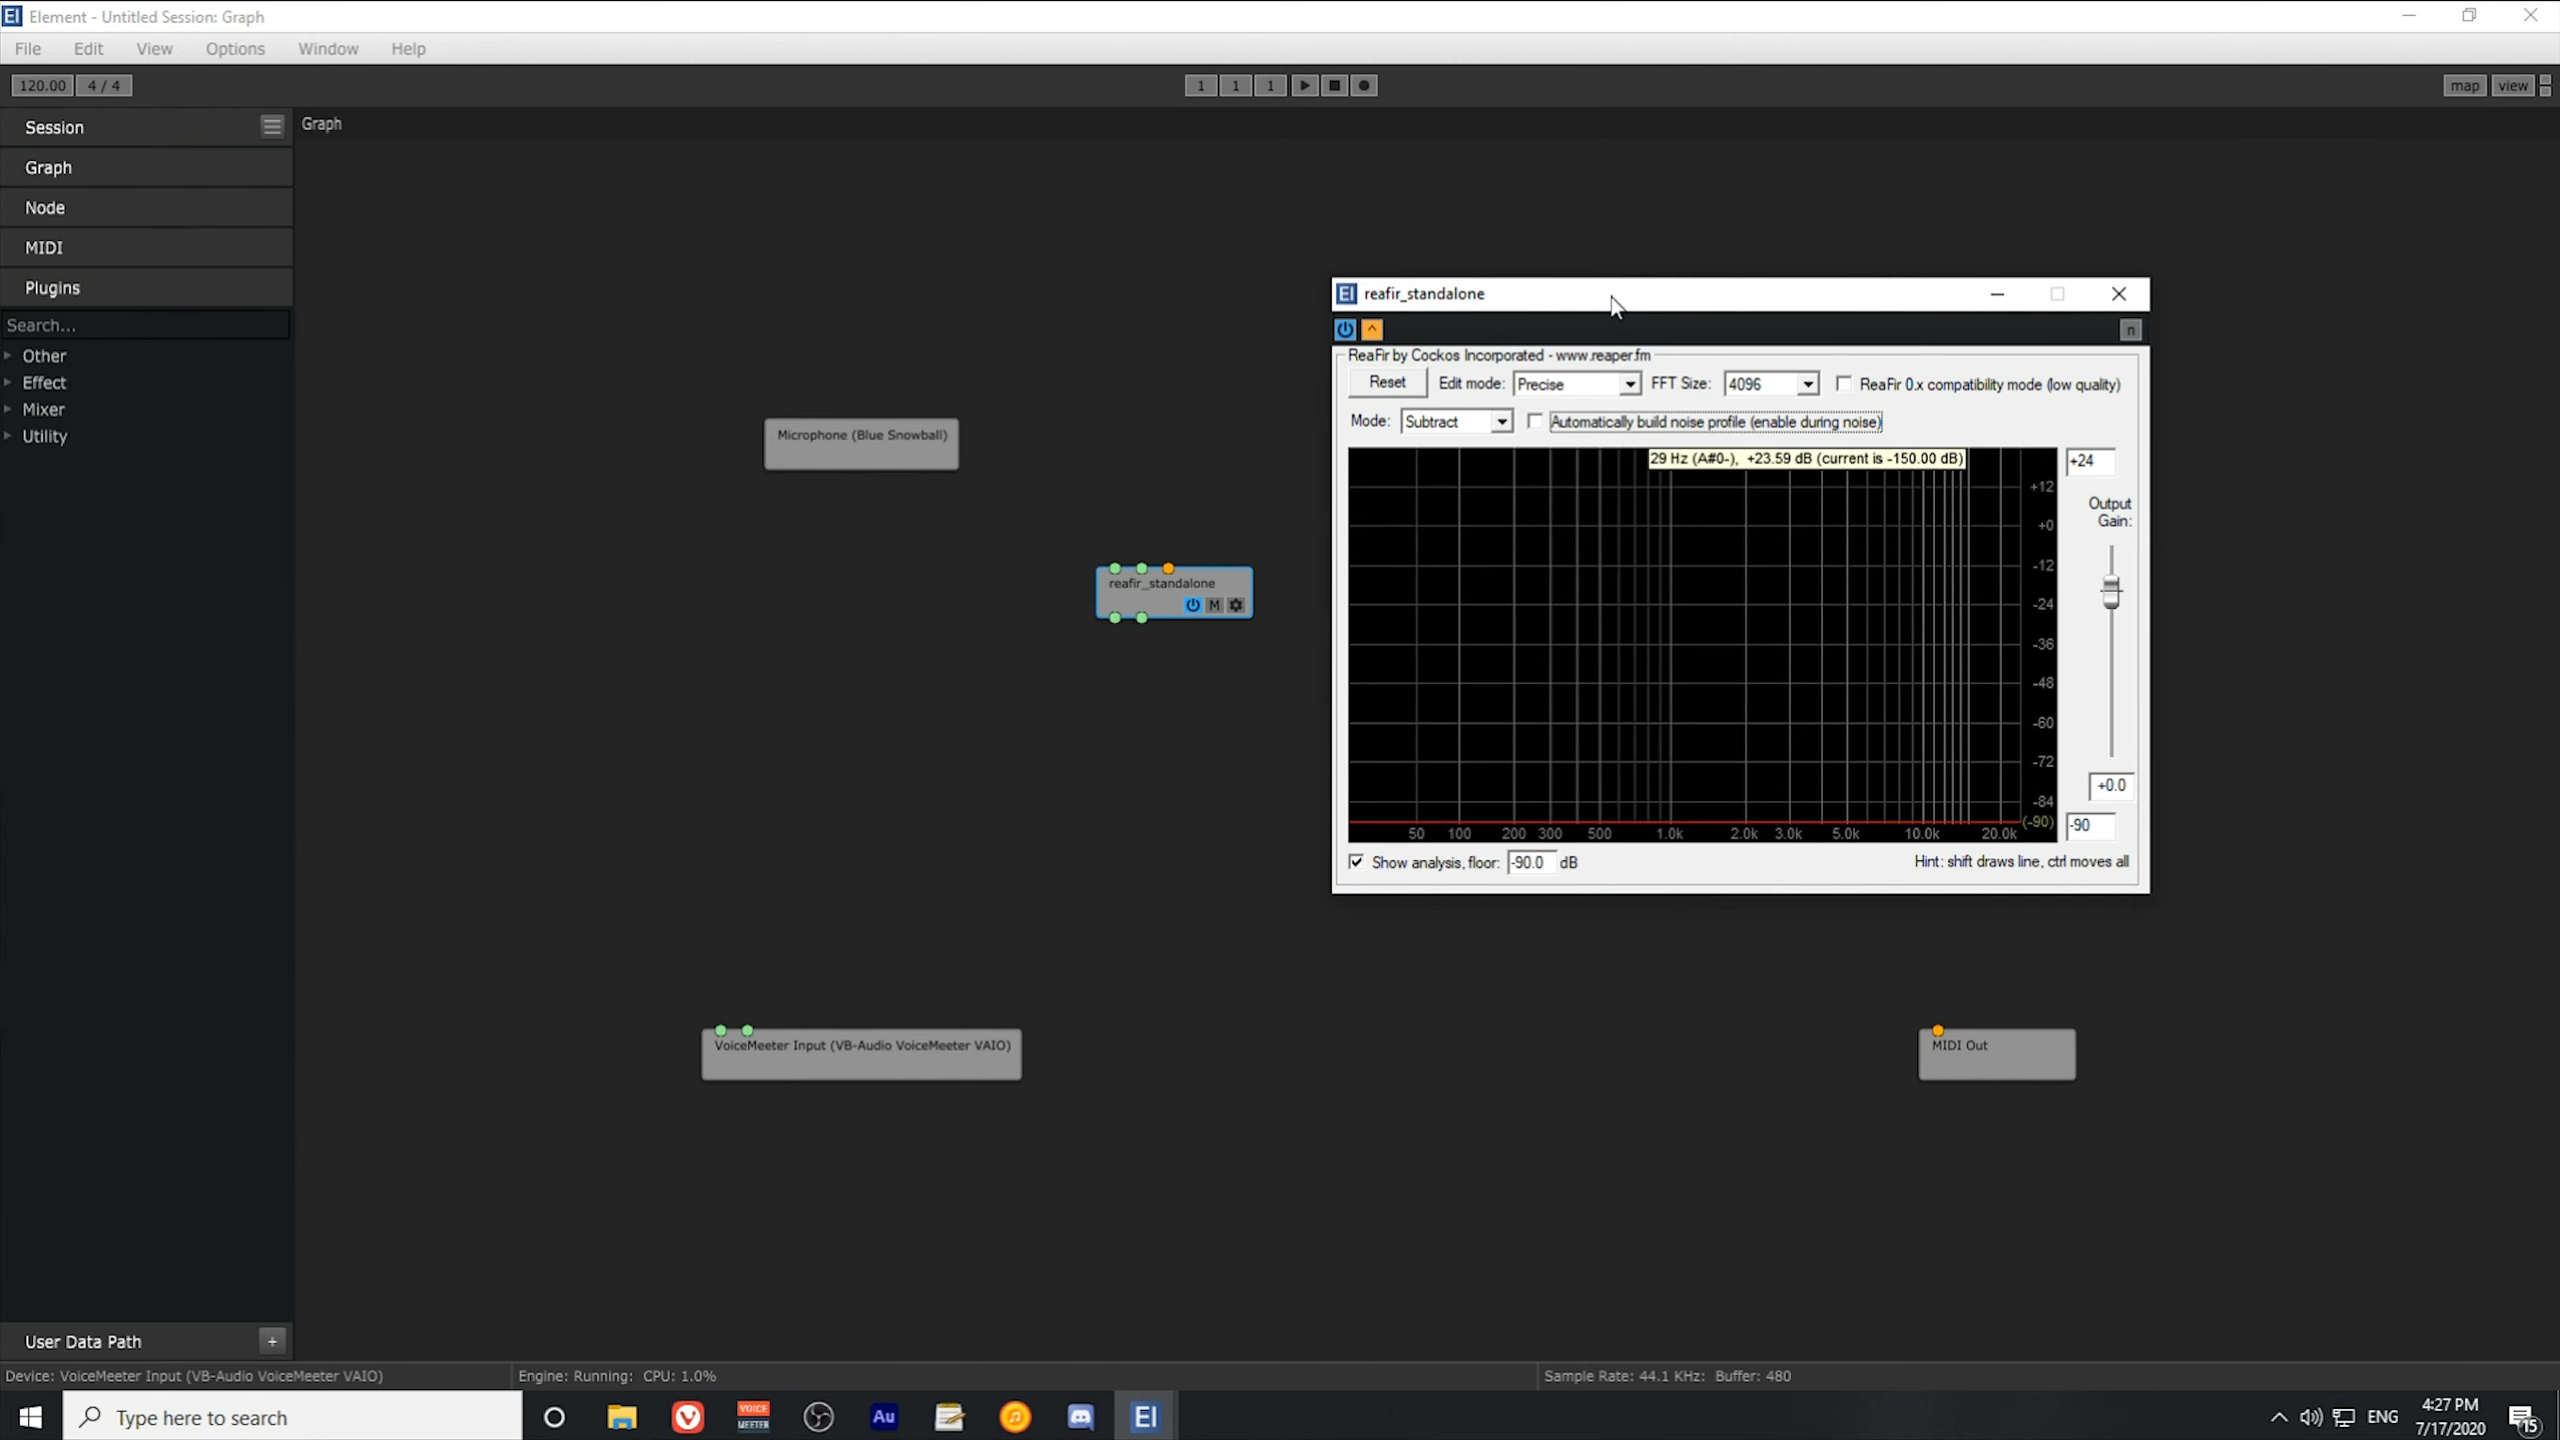 El Element - Untitled Session: Graph
File Edit View Options Window Help
120.00 4 / 4 1 1 1 map view
Session
Graph
Graph
Node
MIDI
Plugins
Search...
Other
Effect
Mixer
Utility
Microphone (Blue Snowball)
reafir_standalone
M
El reafir_standalone
n
ReaFir by Cockos Incorporated - www.reaper.fm
Reset Edit mode: Precise FFT Size: 4096 ReaFir 0.x compatibility mode (low quality)
Mode: Subtract Automatically build noise profile (enable during noise)
29 Hz (A#0-), +23.59 dB (current is -150.00 dB)
+24
+12
Output
Gain:
+0
-12
-24
-36
-48
-60
-72
+0.0
-84
(-90)
-90
50 100 200 300 500 1.0k 2.0k 3.0k 5.0k 10.0k 20.0k
Show analysis, floor: -90.0 dB
Hint: shift draws line, ctrl moves all
VoiceMeeter Input (VB-Audio VoiceMeeter VAIO)
MIDI Out
User Data Path +
Device: VoiceMeeter Input (VB-Audio VoiceMeeter VAIO) Engine: Running: CPU: 1.0% Sample Rate: 44.1 KHz: Buffer: 480
Type here to search
VOICE
MEETER
Au
El
ENG
4:27 PM
7/17/2020
15